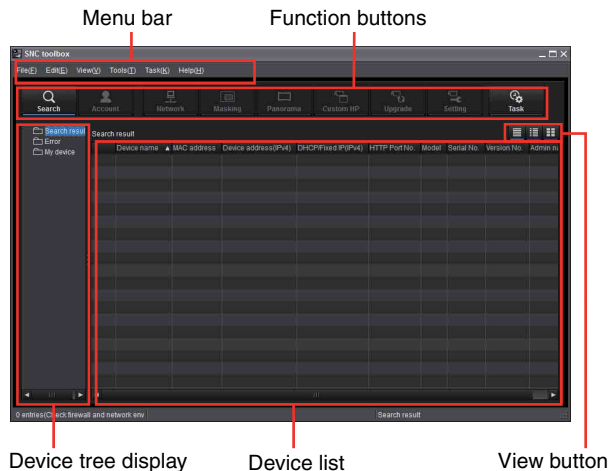 Menu bar Function buttons
SNC toolbox
File(F) Edit(E) View(V) Tools(T) Task(K) Help(H)
Search Account Network Masking Panorama Custom HP Upgrade Setting Task
Search resul Search result
Error
My device
Device name ▲ MAC address Device address(IPv4) DHCP/Fixed IP(IPv4) HTTP Port No. Model Serial No. Version No. Admin na
0 entries(Check firewall and network env Search result
Device tree display Device list View button